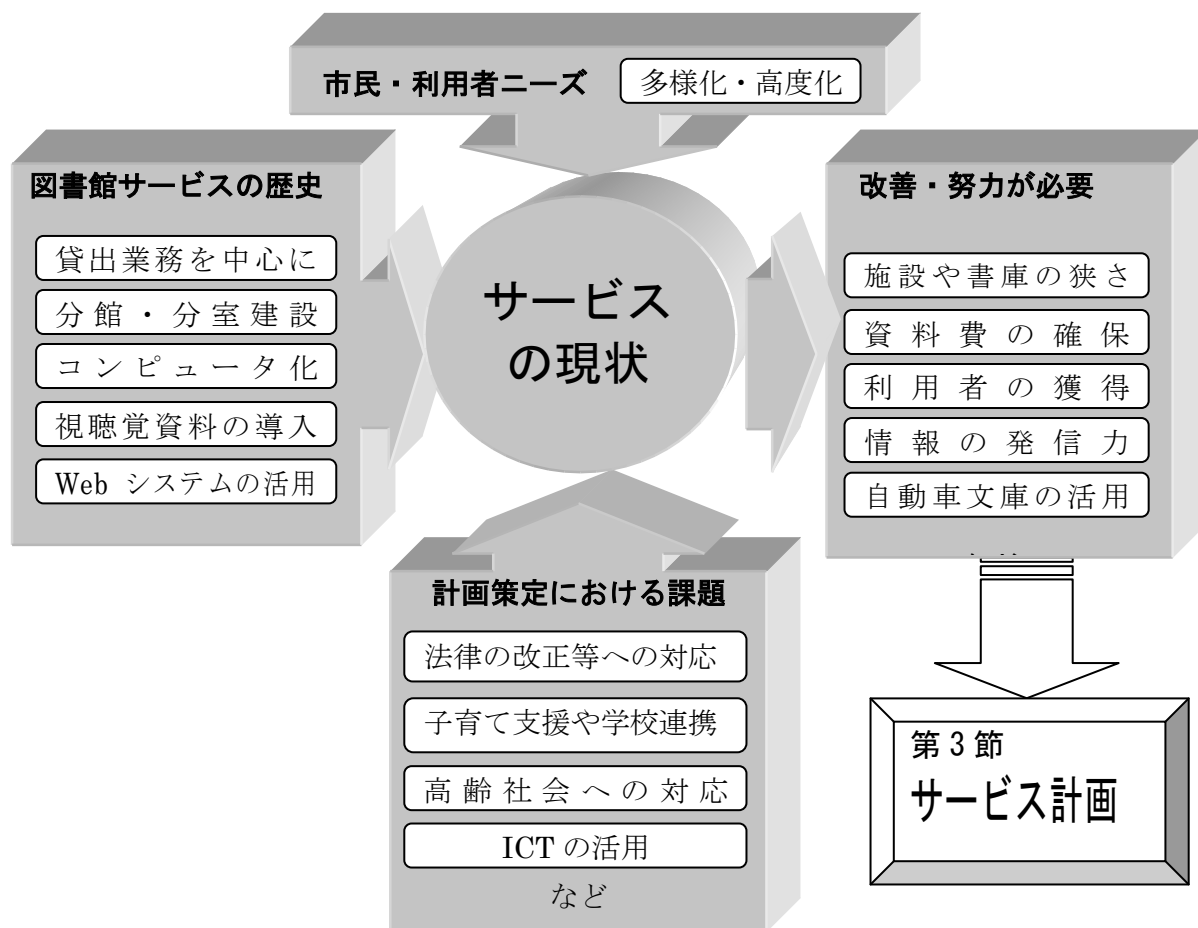 市民・利用者ニーズ 多様化・高度化
図書館サービスの歴史
貸出業務を中心に
分館・分室建設
コンピュータ化
視聴覚資料の導入
Web システムの活用
サービス
の現状
改善・努力が必要
施設や書庫の狭さ
資料費の確保
利用者の獲得
情報の発信力
自動車文庫の活用
計画策定における課題
法律の改正等への対応
子育て支援や学校連携
高齢社会への対応
ICT の活用
など
第3節
サービス計画